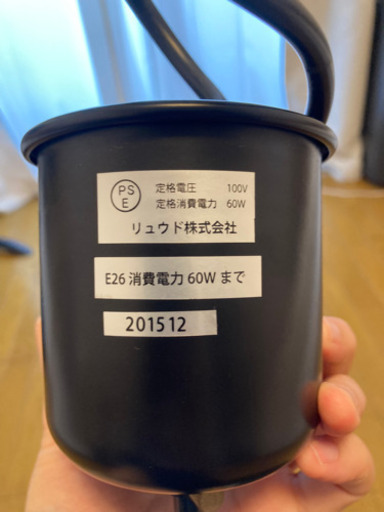 PS
E
定格電圧 100V
定格消費電力 60W
リュウド株式会社
E26 消費電力 60W まで
201512